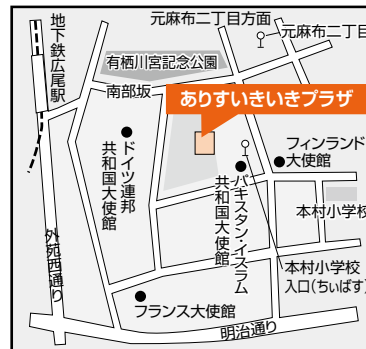 地下鉄広尾駅
元麻布二丁目方面
元麻布二丁目
有栖川宮記念公園
南部坂
ありすいきいきプラザ
ドイツ連邦
共和国大使館
パキスタン・イスラム
共和国大使館
フィンランド
大使館
本村小学校
外苑西通り
本村小学校
入口(ちぃばす)
フランス大使館
明治通り